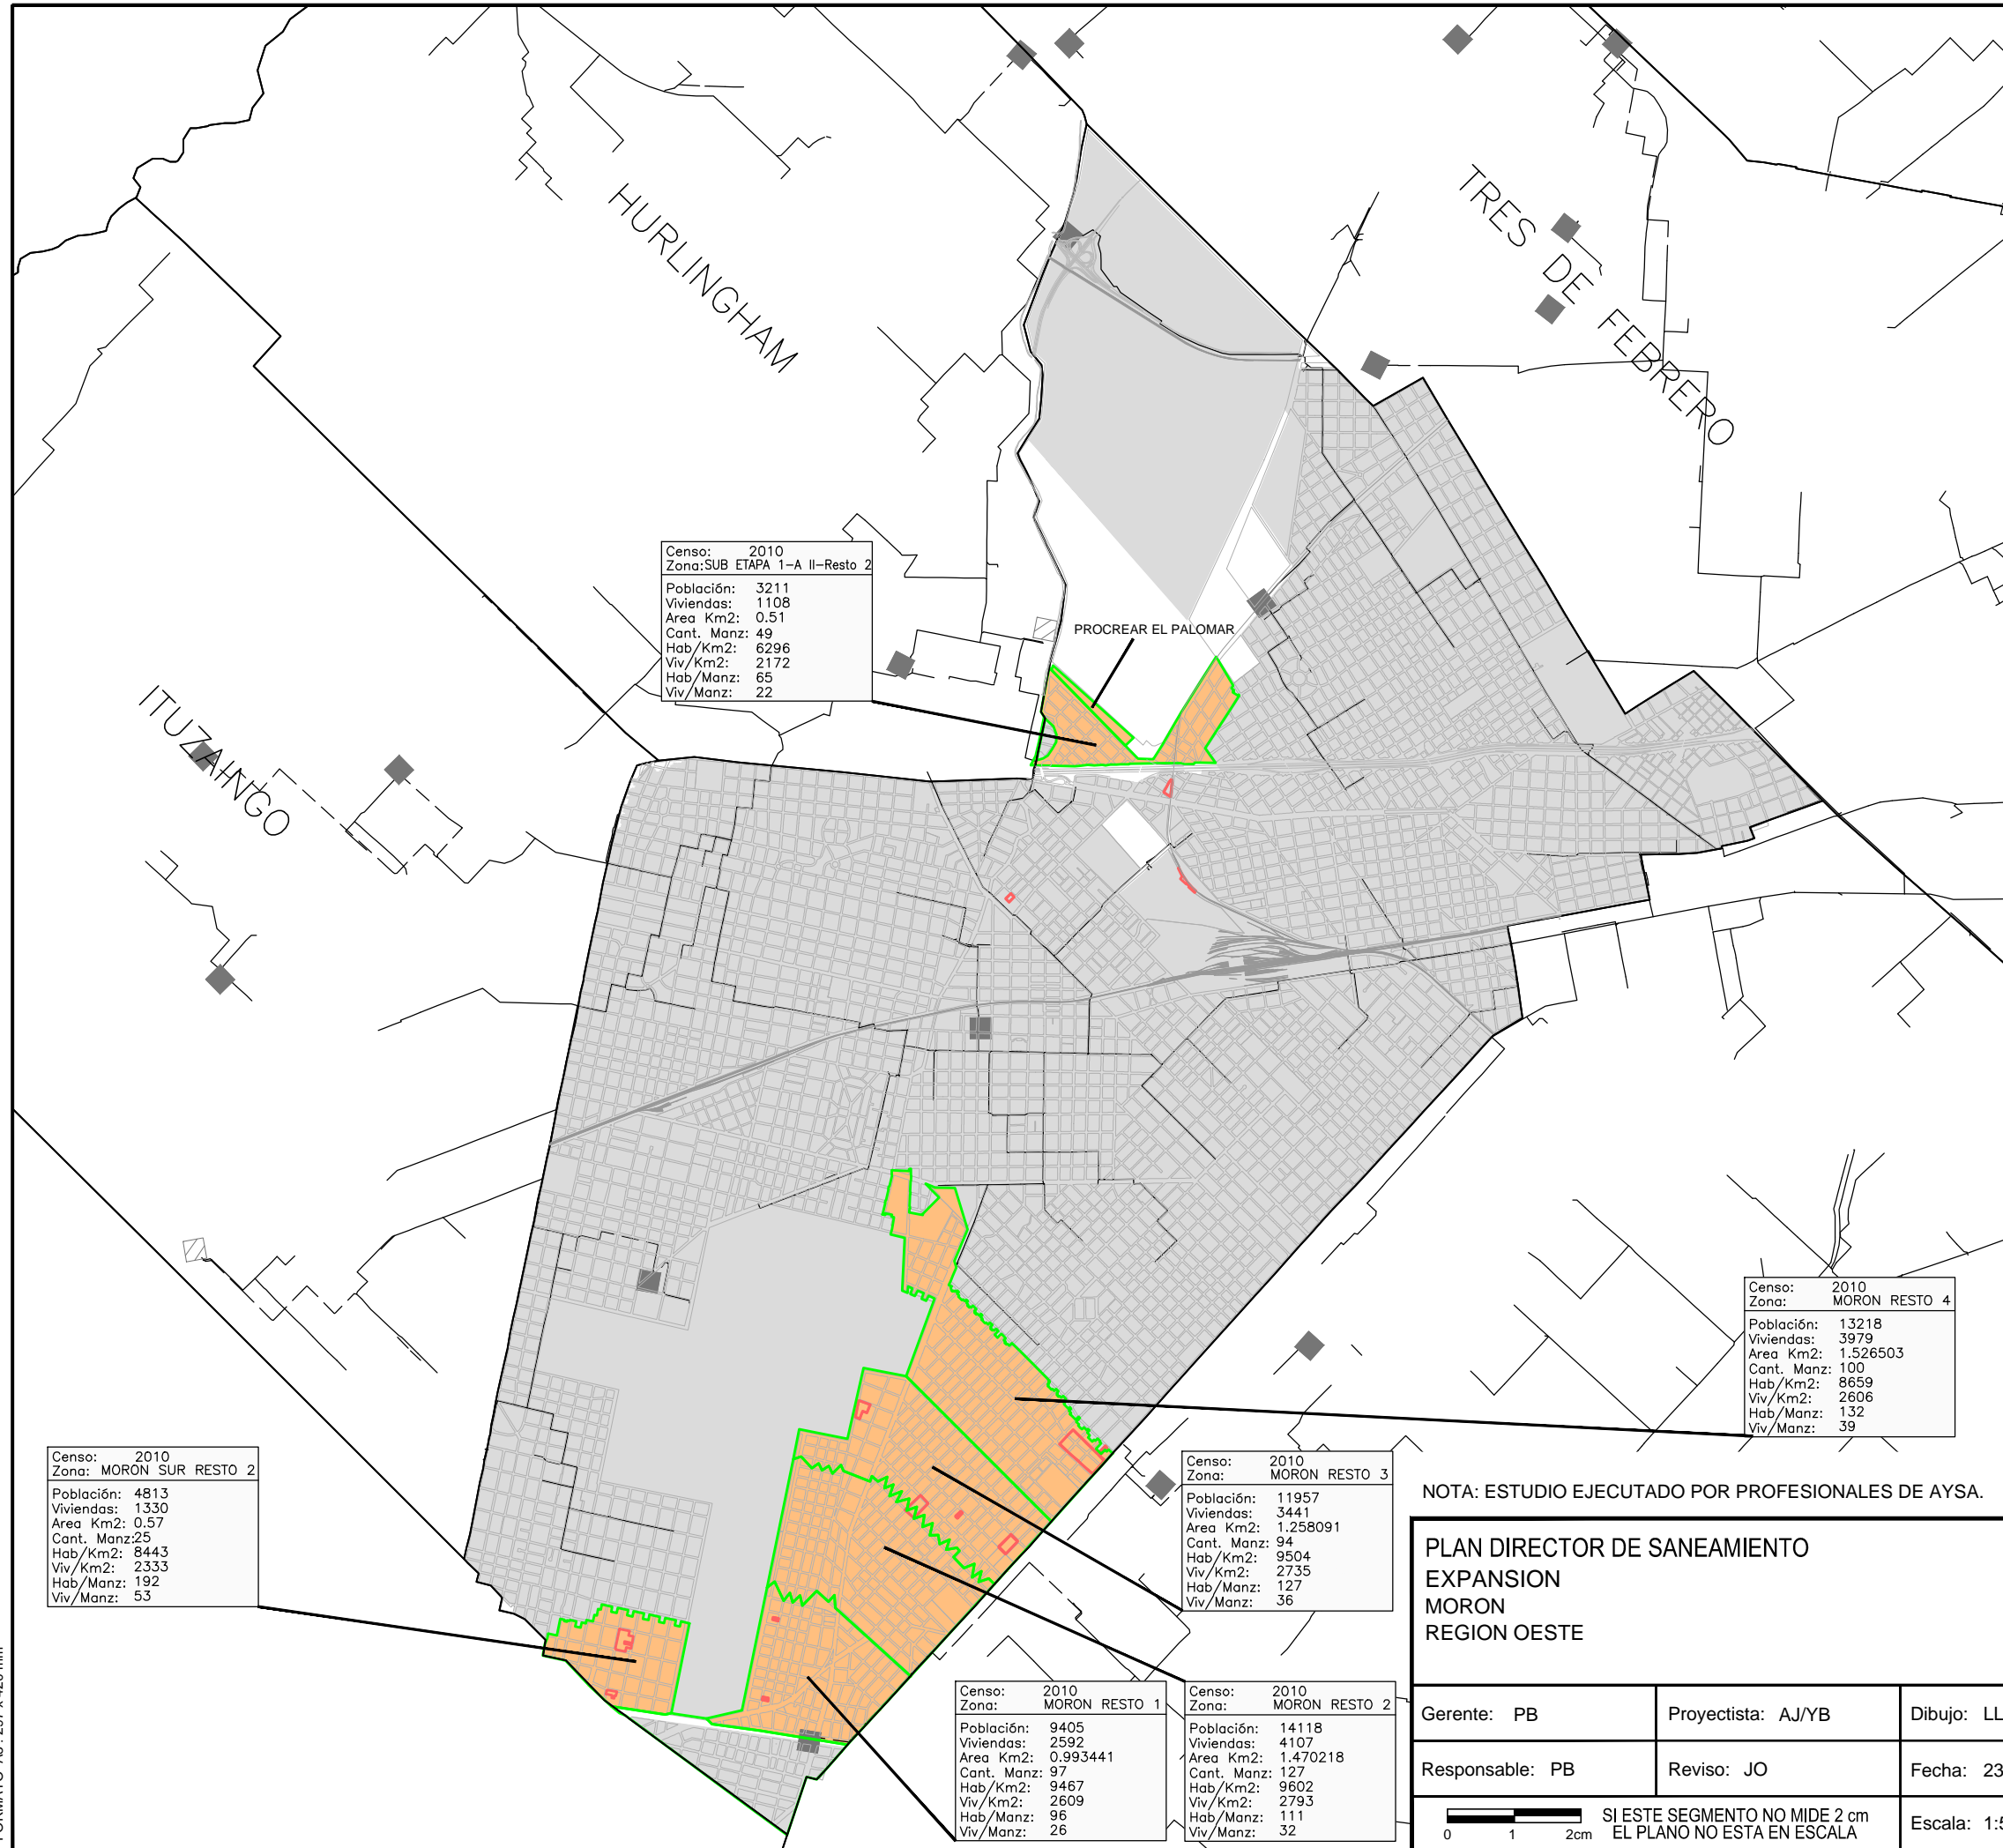 HURLINGHAM
TRES DE FEBRERO
ITUZAINGO
Censo: 2010
Zona:SUB ETAPA 1-A II-Resto 2
Población: 3211
Viviendas: 1108
Area Km2: 0.51
Cant. Manz: 49
Hab/Km2: 6296
Viv/Km2: 2172
Hab/Manz: 65
Viv/Manz: 22
PROCREAR EL PALOMAR
Censo: 2010
Zona: MORON RESTO 4
Población: 13218
Viviendas: 3979
Area Km2: 1.526503
Cant. Manz: 100
Hab/Km2: 8659
Viv/Km2: 2606
Hab/Manz: 132
Viv/Manz: 39
Censo: 2010
Zona: MORON SUR RESTO 2
Población: 4813
Viviendas: 1330
Area Km2: 0.57
Cant. Manz:25
Hab/Km2: 8443
Viv/Km2: 2333
Hab/Manz: 192
Viv/Manz: 53
Censo: 2010
Zona: MORON RESTO 3
Población: 11957
Viviendas: 3441
Area Km2: 1.258091
Cant. Manz: 94
Hab/Km2: 9504
Viv/Km2: 2735
Hab/Manz: 127
Viv/Manz: 36
Censo: 2010
Zona: MORON RESTO 1
Población: 9405
Viviendas: 2592
Area Km2: 0.993441
Cant. Manz: 97
Hab/Km2: 9467
Viv/Km2: 2609
Hab/Manz: 96
Viv/Manz: 26
Censo: 2010
Zona: MORON RESTO 2
Población: 14118
Viviendas: 4107
Area Km2: 1.470218
Cant. Manz: 127
Hab/Km2: 9602
Viv/Km2: 2793
Hab/Manz: 111
Viv/Manz: 32
NOTA: ESTUDIO EJECUTADO POR PROFESIONALES DE AYSA.
PLAN DIRECTOR DE SANEAMIENTO
EXPANSION
MORON
REGION OESTE
Gerente: PB
Proyectista: AJ/YB
Dibujo: LL
Responsable: PB
Reviso: JO
Fecha: 23
0 1 2cm
SI ESTE SEGMENTO NO MIDE 2 cm
EL PLANO NO ESTA EN ESCALA
Escala: 1:5